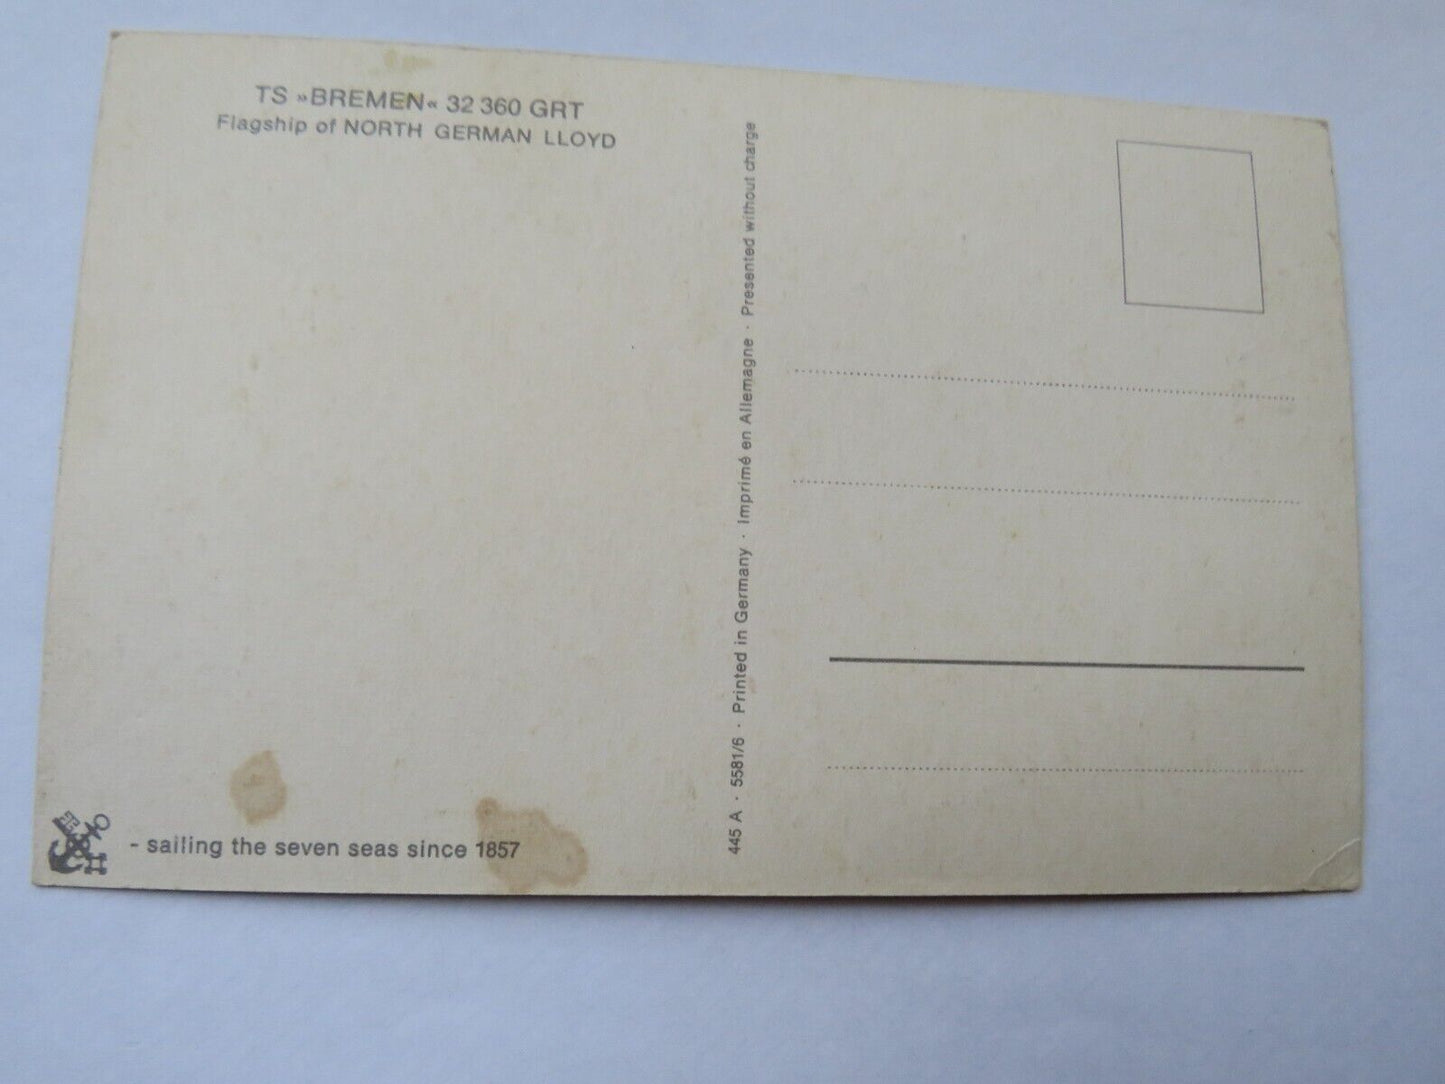 TS »BREMEN« 32 360 GRT
Flagship of NORTH GERMAN LLOYD
- sailing the seven seas since 1857
445 A · 5581/6 · Printed in Germany · Imprimé en Allemagne · Presented without charge